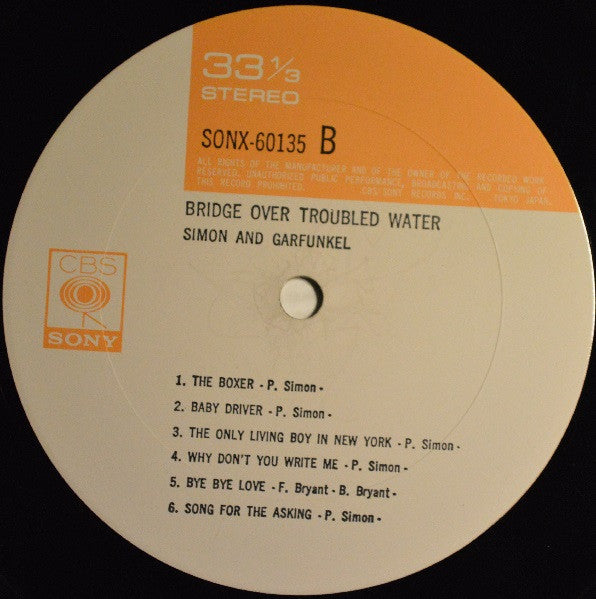 33 1/3
STEREO
SONX-60135 B
ALL RIGHTS OF THE MANUFACTURER AND OF THE OWNER OF THE RECORDED WORK
RESERVED. UNAUTHORIZED PUBLIC PERFORMANCE, BROADCASTING AND COPYING OF
THIS RECORD PROHIBITED. CBS SONY RECORDS INC. TOKYO JAPAN.
BRIDGE OVER TROUBLED WATER
SIMON AND GARFUNKEL
CBS
SONY
1. THE BOXER - P. Simon -
2. BABY DRIVER - P. Simon -
3. THE ONLY LIVING BOY IN NEW YORK - P. Simon -
4. WHY DON'T YOU WRITE ME - P. Simon -
5. BYE BYE LOVE - F. Bryant - B. Bryant -
6. SONG FOR THE ASKING - P. Simon -